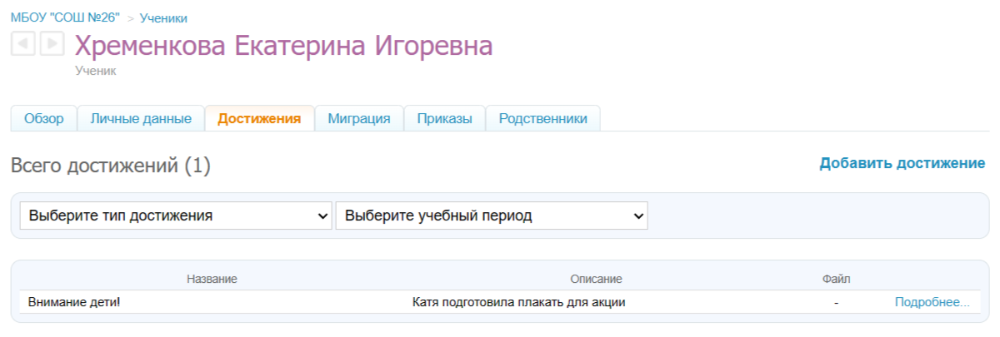 МБОУ "СОШ №26" > Ученики
Хременкова Екатерина Игоревна
Ученик
Обзор Личные данные Достижения Миграция Приказы Родственники
Всего достижений (1) Добавить достижение
Выберите тип достижения Выберите учебный период
Название Описание Файл
Внимание дети! Катя подготовила плакать для акции - Подробнее...